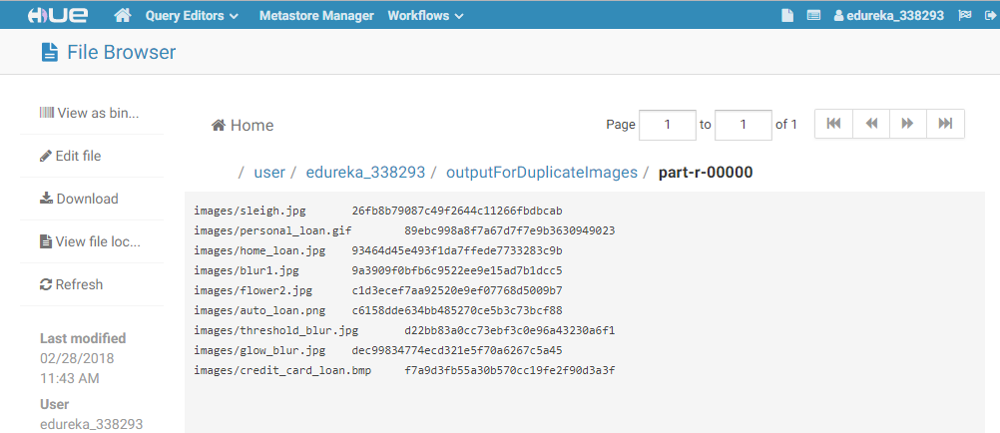 HUE Query Editors Metastore Manager Workflows edureka_338293
File Browser
View as bin...
Edit file
Download
View file loc...
Refresh
Last modified
02/28/2018
11:43 AM
User
edureka_338293
Home Page 1 to 1 of 1
/ user / edureka_338293 / outputForDuplicateImages / part-r-00000
images/sleigh.jpg 26fb8b79087c49f2644c11266fbdbcab
images/personal_loan.gif 89ebc998a8f7a67d7f7e9b3630949023
images/home_loan.jpg 93464d45e493f1da7ffede7733283c9b
images/blur1.jpg 9a3909f0bfb6c9522ee9e15ad7b1dcc5
images/flower2.jpg c1d3ecef7aa92520e9ef07768d5009b7
images/auto_loan.png c6158dde634bb485270ce5b3c73bcf88
images/threshold_blur.jpg d22bb83a0cc73ebf3c0e96a43230a6f1
images/glow_blur.jpg dec99834774ecd321e5f70a6267c5a45
images/credit_card_loan.bmp f7a9d3fb55a30b570cc19fe2f90d3a3f